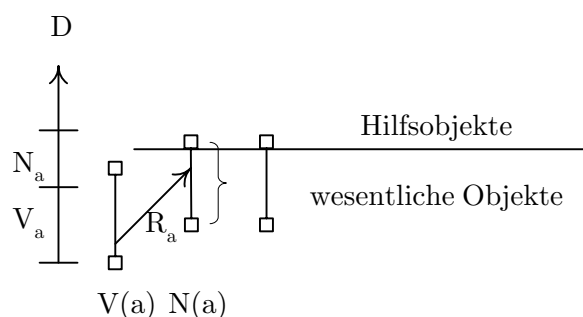 D
Hilfsobjekte
N_a
wesentliche Objekte
V_a
R_a
V(a) N(a)